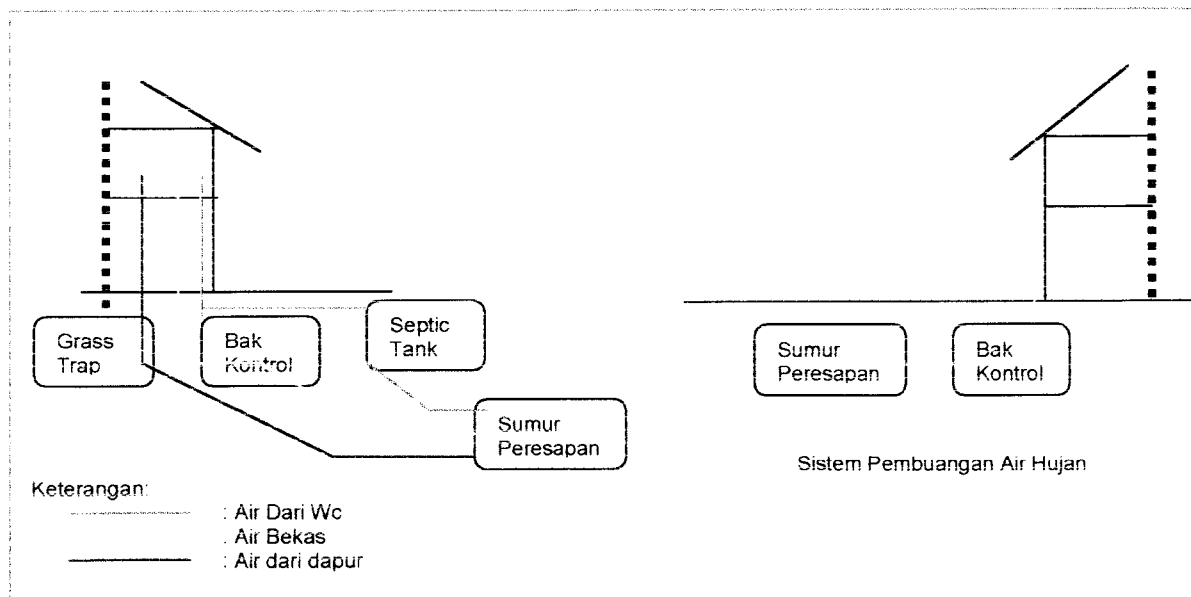 Grass
Trap
Bak
Kontrol
Septic
Tank
Sumur
Peresapan
Sumur
Peresapan
Bak
Kontrol
Sistem Pembuangan Air Hujan
Keterangan:
: Air Dari Wc
: Air Bekas
: Air dari dapur